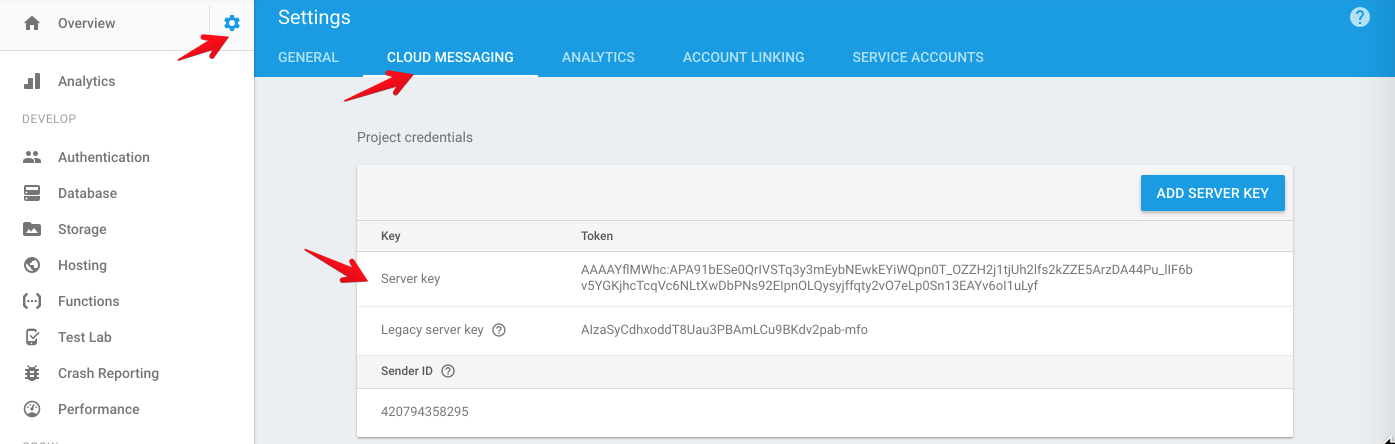 Overview
Settings
GENERAL
CLOUD MESSAGING
ANALYTICS
ACCOUNT LINKING
SERVICE ACCOUNTS
Analytics
DEVELOP
Authentication
Database
Storage
Hosting
Functions
Test Lab
Crash Reporting
Performance
Project credentials
ADD SERVER KEY
Key Token
Server key AAAAYflMWhc:APA91bESe0QrIVSTq3y3mEybNEwkEYiWQpn0T_OZZH2j1tjUh2lfs2kZZE5ArzDA44Pu_lIF6b
v5YGKjhcTcqVc6NLtXwDbPNs92EIpnOLQysyjffqty2vO7eLp0Sn13EAYv6oI1uLyf
Legacy server key AIzaSyCdhxoddT8Uau3PBAmLCu9BKdv2pab-mfo
Sender ID
420794358295